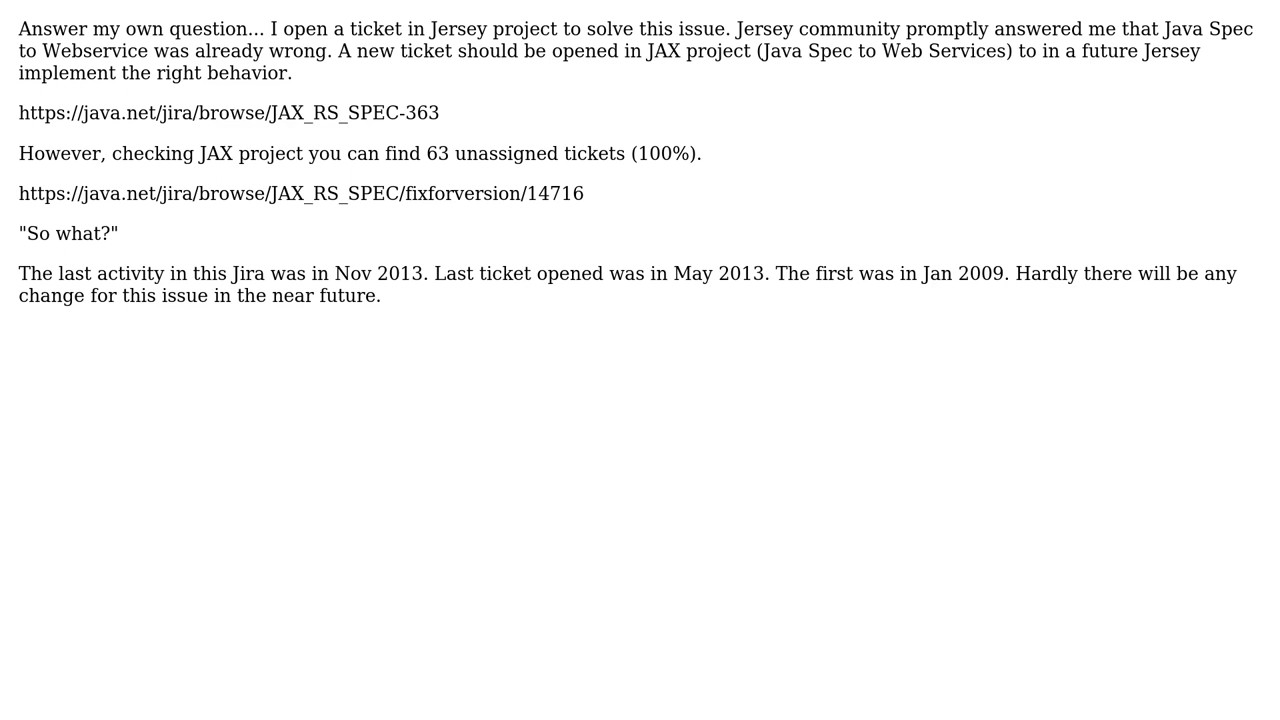 Answer my own question... I open a ticket in Jersey project to solve this issue. Jersey community promptly answered me that Java Spec
to Webservice was already wrong. A new ticket should be opened in JAX project (Java Spec to Web Services) to in a future Jersey
implement the right behavior.
https://java.net/jira/browse/JAX_RS_SPEC-363
However, checking JAX project you can find 63 unassigned tickets (100%).
https://java.net/jira/browse/JAX_RS_SPEC/fixforversion/14716
"So what?"
The last activity in this Jira was in Nov 2013. Last ticket opened was in May 2013. The first was in Jan 2009. Hardly there will be any
change for this issue in the near future.